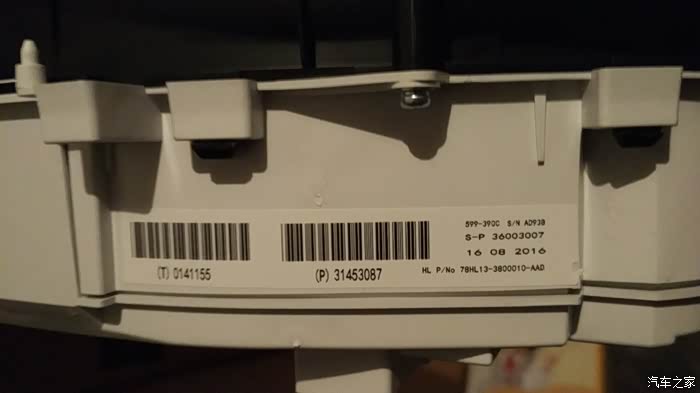 (T) 0141155
(P) 31453087
599-390C S/N AD93B
S-P 36003007
16 08 2016
HL P/No 78HL13-3800010-AAD
汽车之家